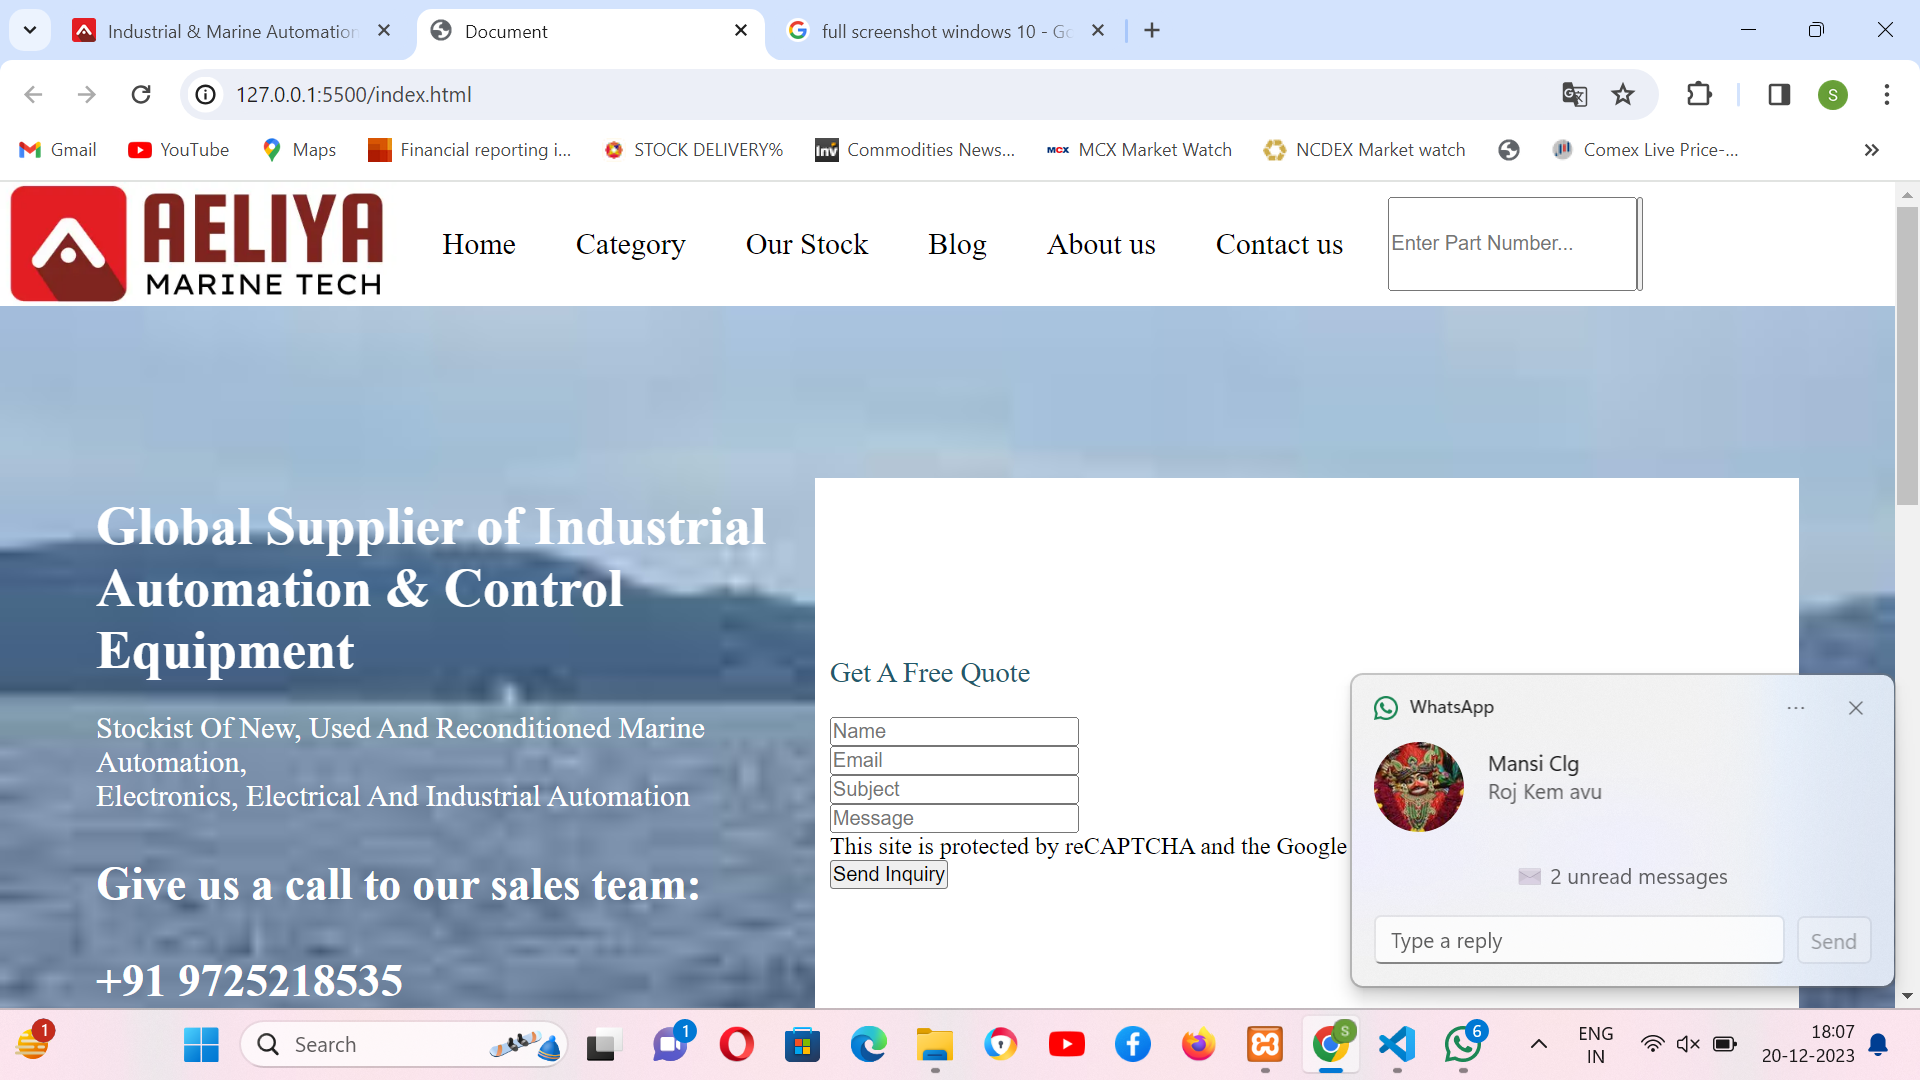 Industrial & Marine Automation
Document
full screenshot windows 10 - Go
127.0.0.1:5500/index.html
S
Gmail
YouTube
Maps
Financial reporting i...
STOCK DELIVERY%
Inv
Commodities News...
MCX
MCX Market Watch
NCDEX Market watch
Comex Live Price-...
AELIYA
MARINE TECH
Home
Category
Our Stock
Blog
About us
Contact us
Enter Part Number...
Global Supplier of Industrial
Automation & Control
Equipment
Stockist Of New, Used And Reconditioned Marine
Automation,
Electronics, Electrical And Industrial Automation
Give us a call to our sales team:
+91 9725218535
Get A Free Quote
Name
Email
Subject
Message
This site is protected by reCAPTCHA and the Google
Send Inquiry
WhatsApp
Mansi Clg
Roj Kem avu
2 unread messages
Type a reply
Send
1
Search
1
S
6
ENG
IN
18:07
20-12-2023